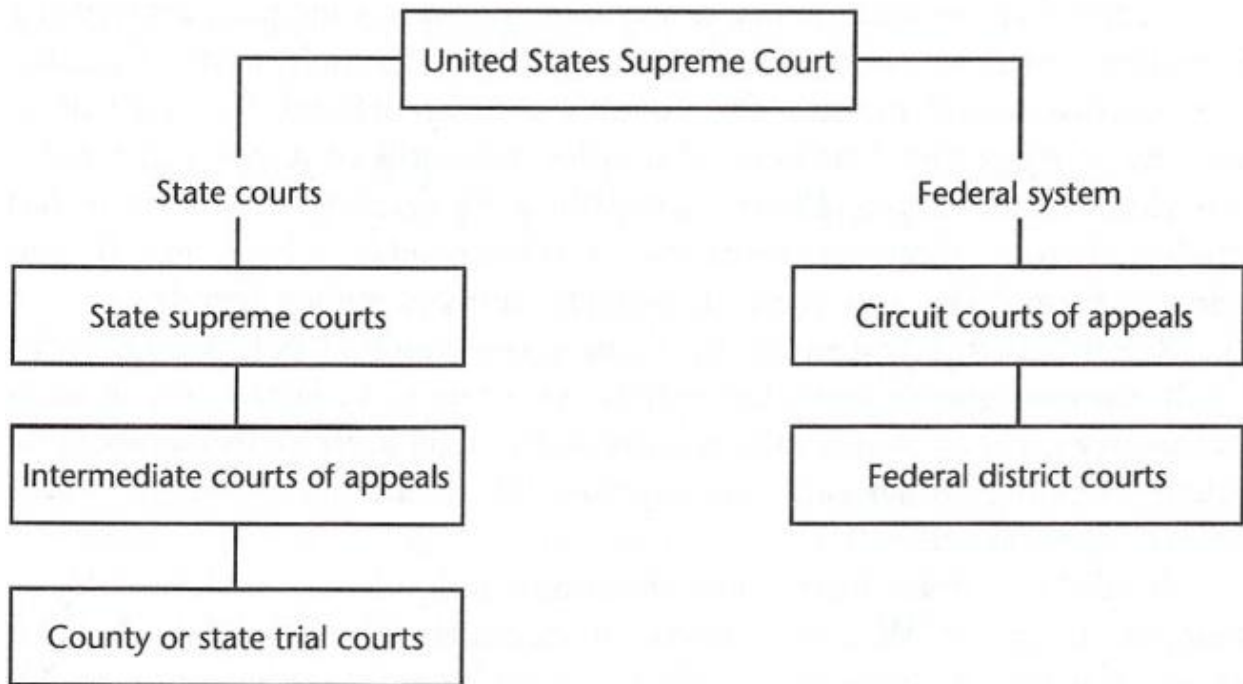 United States Supreme Court
State courts
Federal system
State supreme courts
Circuit courts of appeals
Intermediate courts of appeals
Federal district courts
County or state trial courts